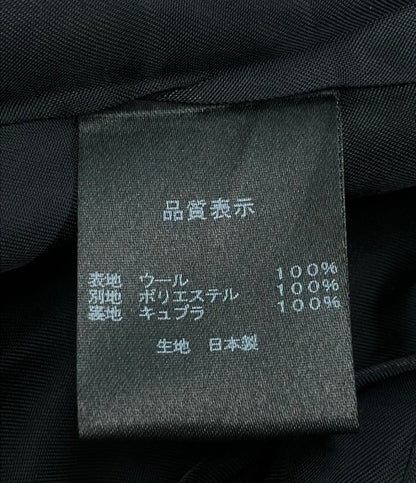 品質表示
表地 ウール 100%
別地 ポリエステル 100%
裏地 キュプラ 100%
生地 日本製